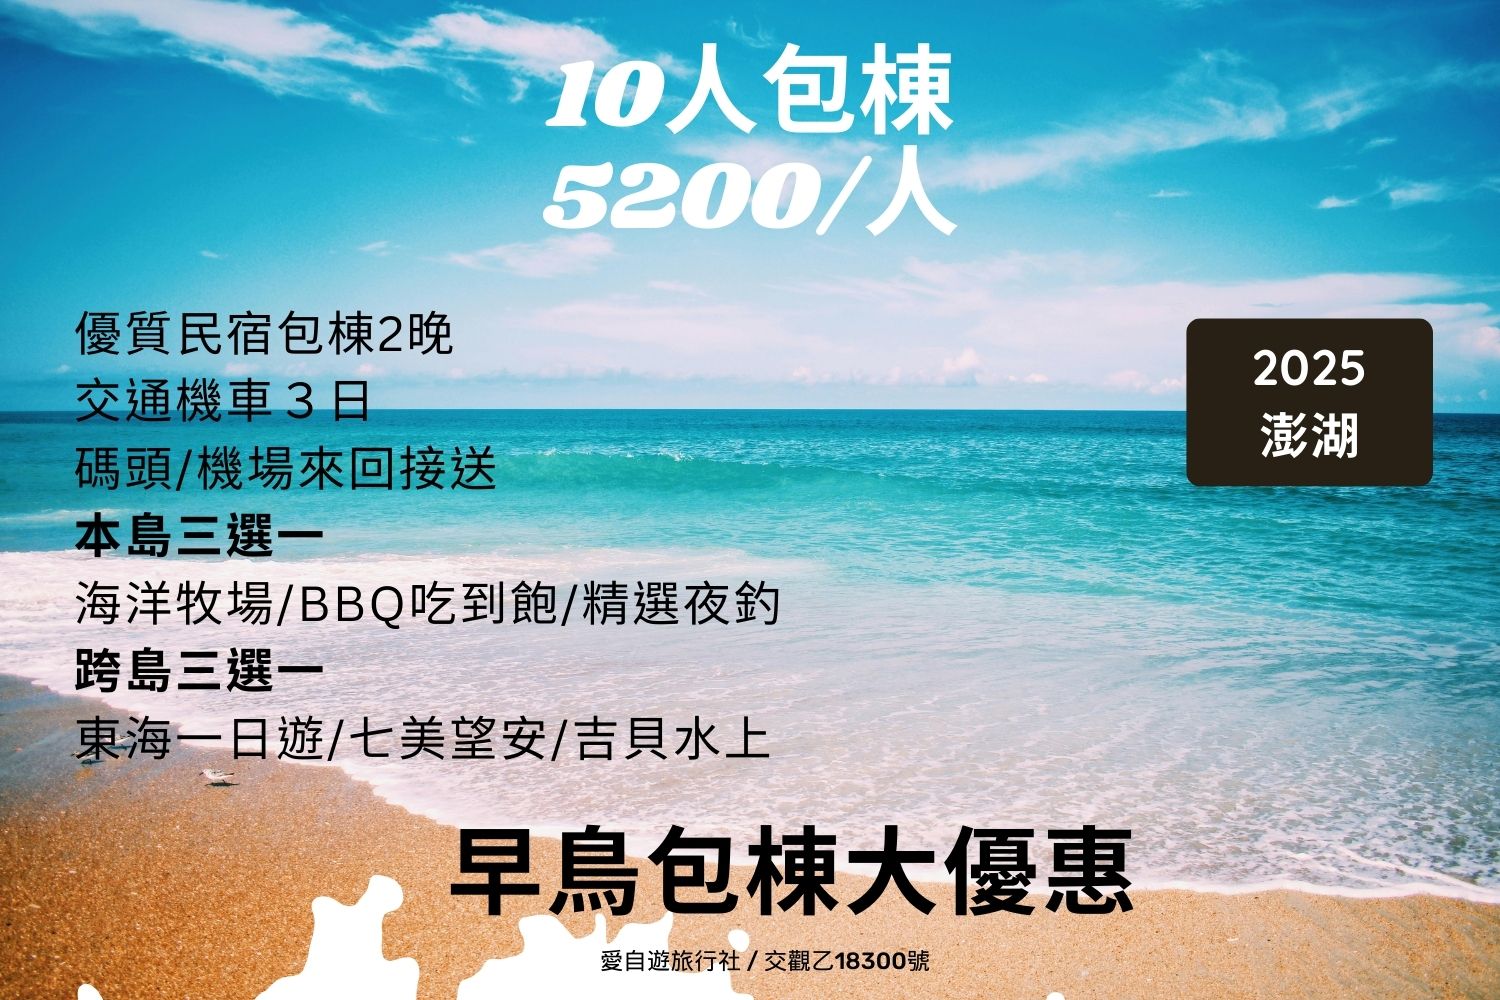 10人包棟
5200/人
優質民宿包棟2晚
交通機車３日
碼頭/機場來回接送
本島三選一
海洋牧場/BBQ吃到飽/精選夜釣
跨島三選一
東海一日遊/七美望安/吉貝水上
2025
澎湖
早鳥包棟大優惠
愛自遊旅行社 / 交觀乙18300號